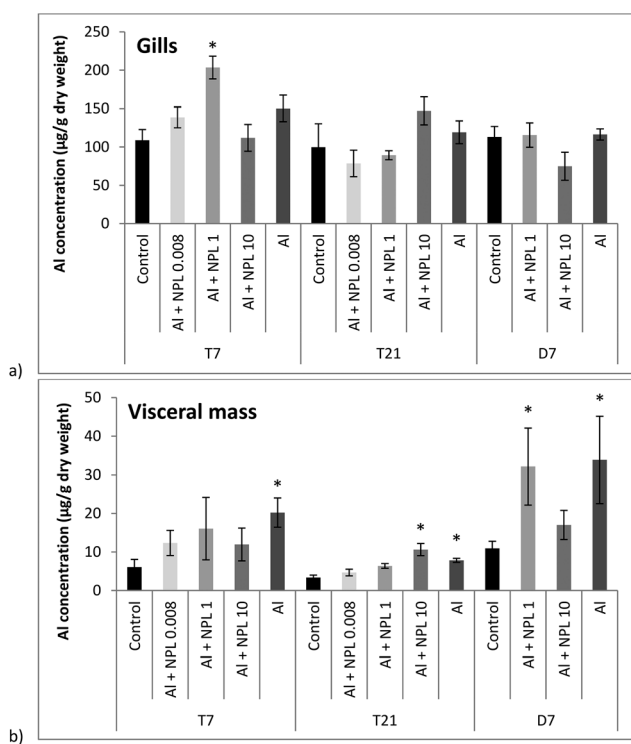 Gills
Al concentration (µg/g dry weight)
250
200
150
100
50
0
*
Control
Al + NPL 0.008
Al + NPL 1
Al + NPL 10
Al
Control
Al + NPL 0.008
Al + NPL 1
Al + NPL 10
Al
Control
Al + NPL 1
Al + NPL 10
Al
T7
T21
D7
a)
Visceral mass
Al concentration (µg/g dry weight)
50
40
30
20
10
0
*
*
*
*
*
Control
Al + NPL 0.008
Al + NPL 1
Al + NPL 10
Al
Control
Al + NPL 0.008
Al + NPL 1
Al + NPL 10
Al
Control
Al + NPL 1
Al + NPL 10
Al
T7
T21
D7
b)